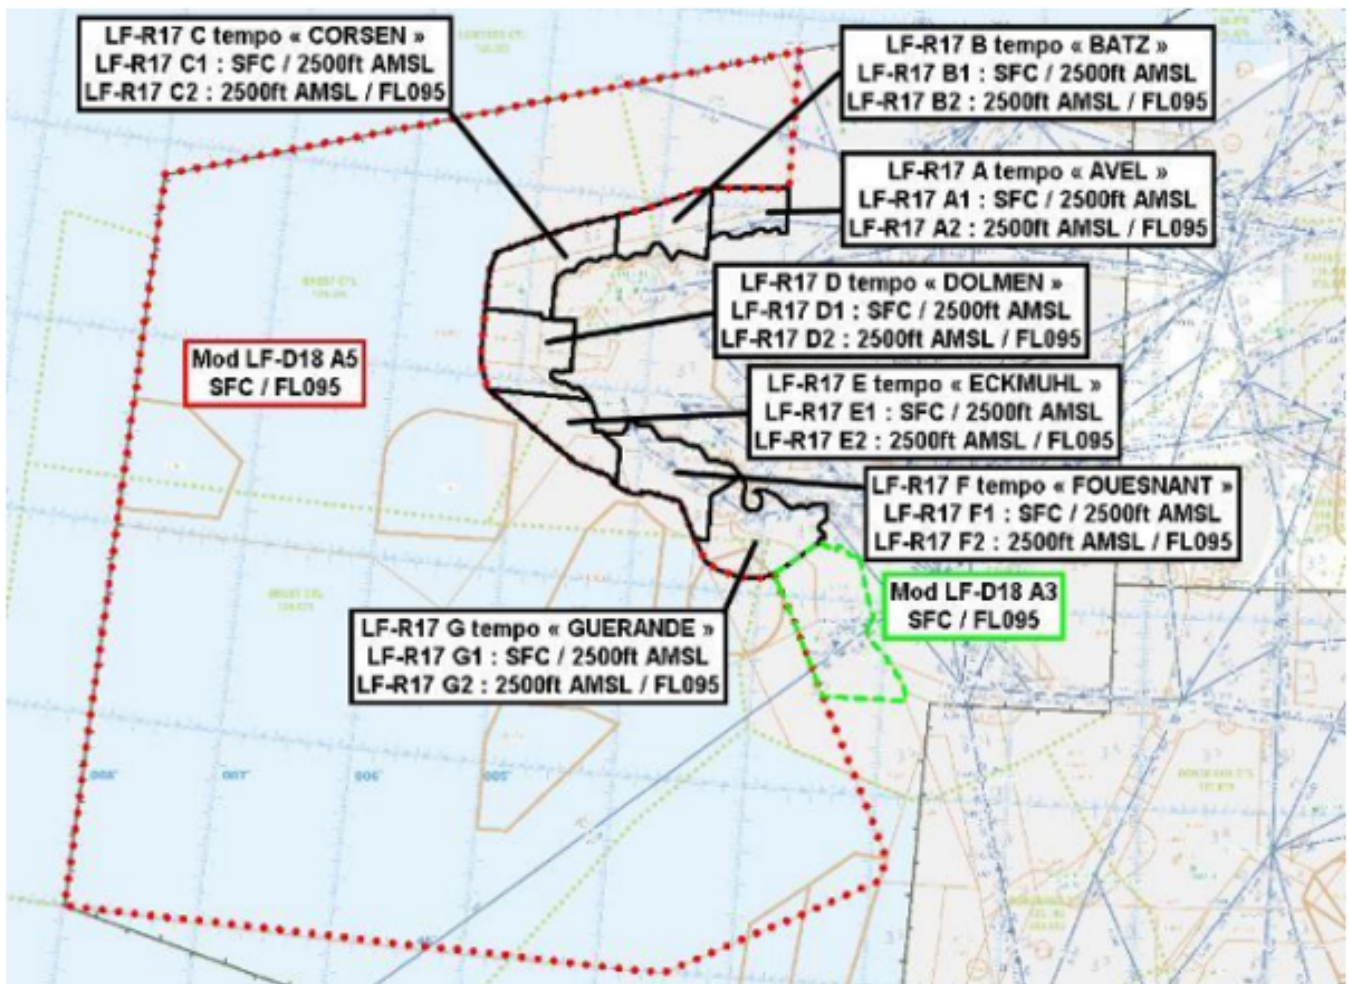 LF-R17 C tempo « CORSEN »
LF-R17 C1 : SFC / 2500ft AMSL
LF-R17 C2 : 2500ft AMSL / FL095
LF-R17 B tempo « BATZ »
LF-R17 B1 : SFC / 2500ft AMSL
LF-R17 B2 : 2500ft AMSL / FL095
LF-R17 A tempo « AVEL »
LF-R17 A1 : SFC / 2500ft AMSL
LF-R17 A2 : 2500ft AMSL / FL095
LF-R17 D tempo « DOLMEN »
LF-R17 D1 : SFC / 2500ft AMSL
LF-R17 D2 : 2500ft AMSL / FL095
Mod LF-D18 A5
SFC / FL095
LF-R17 E tempo « ECKMUHL »
LF-R17 E1 : SFC / 2500ft AMSL
LF-R17 E2 : 2500ft AMSL / FL095
LF-R17 F tempo « FOUESNANT »
LF-R17 F1 : SFC / 2500ft AMSL
LF-R17 F2 : 2500ft AMSL / FL095
Mod LF-D18 A3
SFC / FL095
LF-R17 G tempo « GUERANDE »
LF-R17 G1 : SFC / 2500ft AMSL
LF-R17 G2 : 2500ft AMSL / FL095
008° 007° 006° 005°